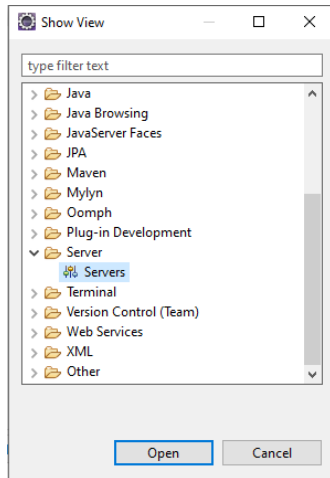 Show View
type filter text
Java
Java Browsing
JavaServer Faces
JPA
Maven
Mylyn
Oomph
Plug-in Development
Server
Servers
Terminal
Version Control (Team)
Web Services
XML
Other
Open Cancel